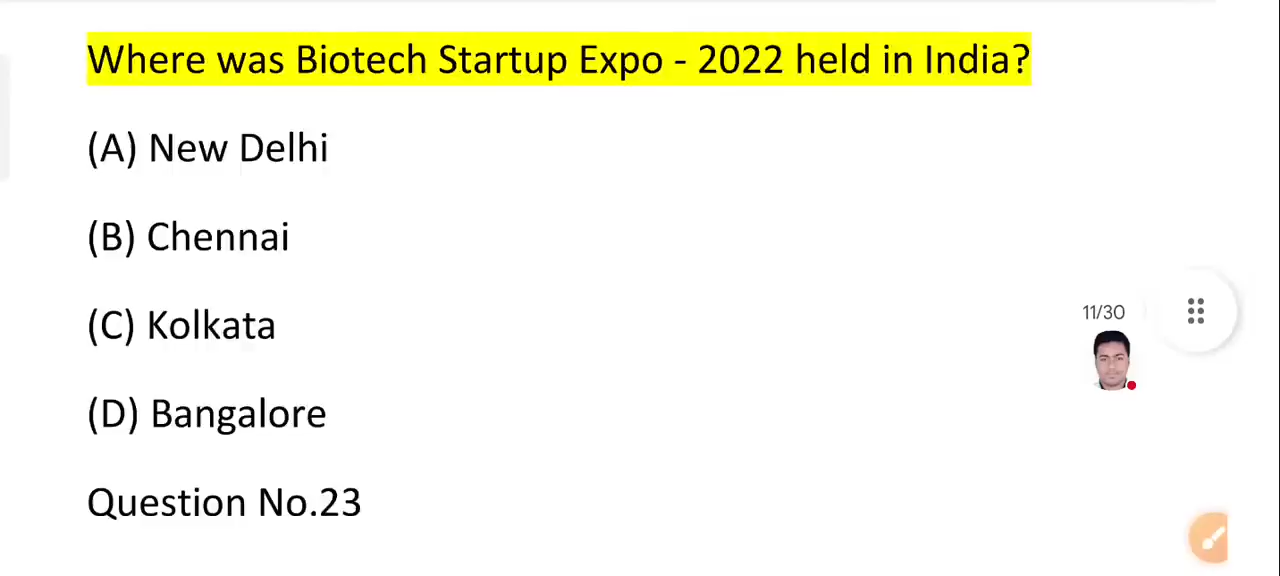 Where was Biotech Startup Expo - 2022 held in India?
(A) New Delhi
(B) Chennai
(C) Kolkata
11/30
(D) Bangalore
Question No.23